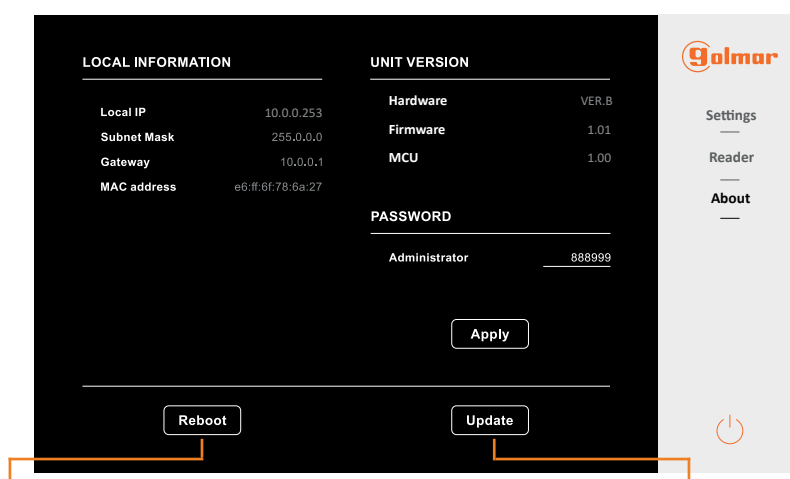 LOCAL INFORMATION
Local IP 10.0.0.253
Subnet Mask 255.0.0.0
Gateway 10.0.0.1
MAC address e6:ff:6f:78:6a:27
UNIT VERSION
Hardware VER.B
Firmware 1.01
MCU 1.00
PASSWORD
Administrator 888999
Apply
Reboot
Update
golmar
Settings
Reader
About